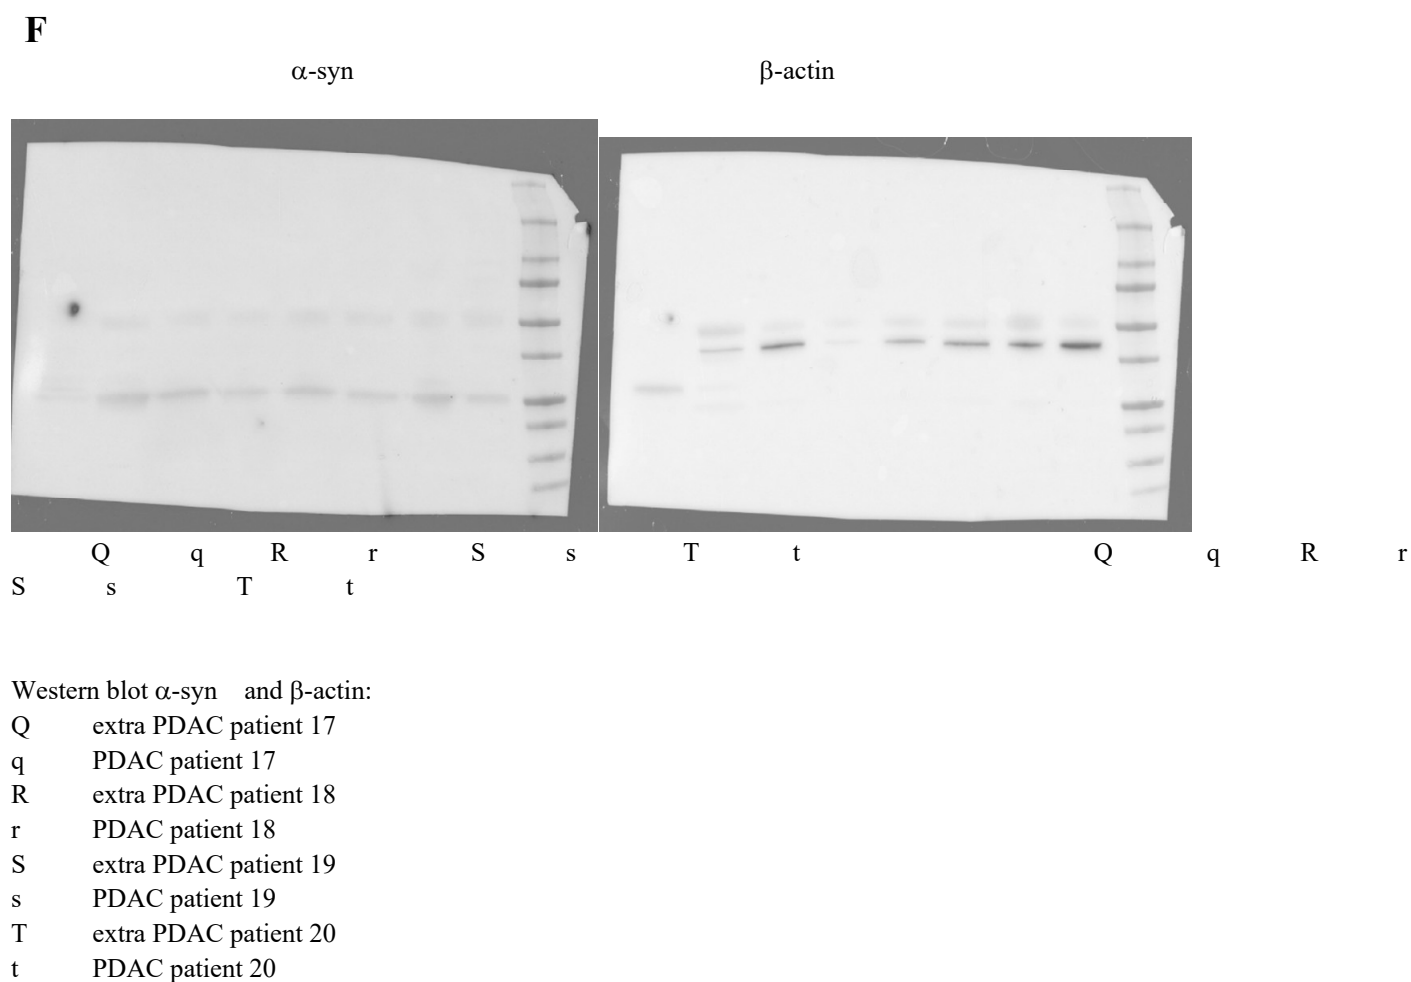 F
α-syn β-actin
Q q R r S s T t Q q R r
S s T t
Western blot α-syn and β-actin:
Q extra PDAC patient 17
q PDAC patient 17
R extra PDAC patient 18
r PDAC patient 18
S extra PDAC patient 19
s PDAC patient 19
T extra PDAC patient 20
t PDAC patient 20